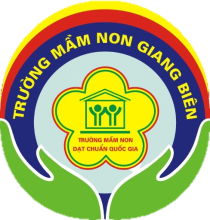 TRƯỜNG MẦM NON GIANG BIÊN
TRƯỜNG MẦM NON
ĐẠT CHUẨN QUỐC GIA